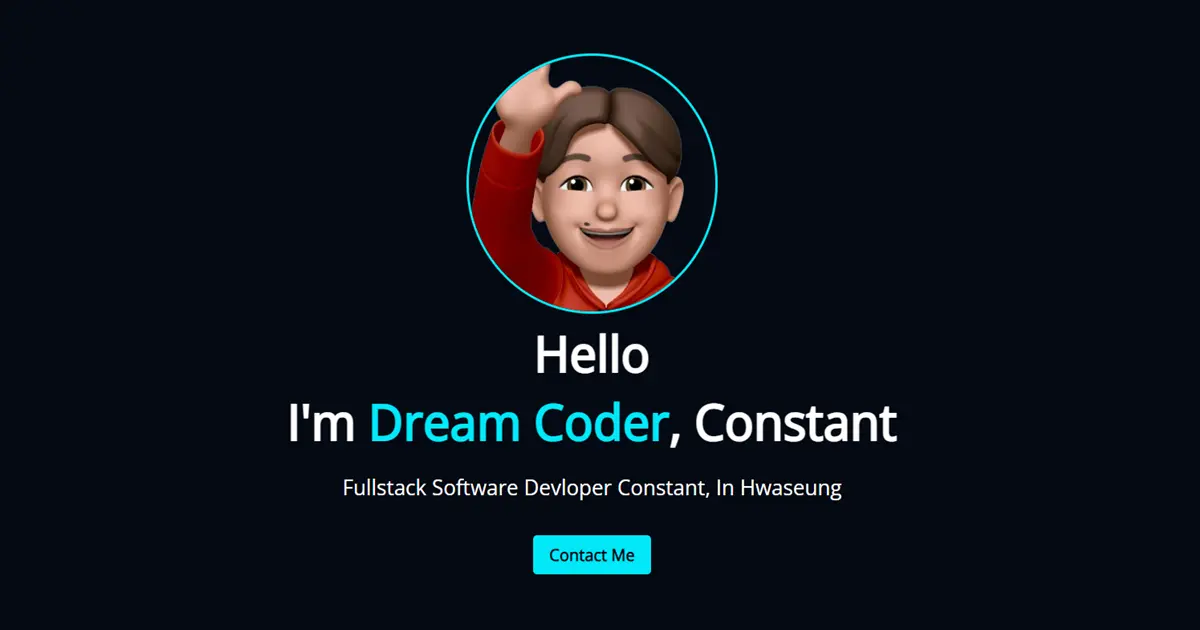 Hello
I'm Dream Coder, Constant
Fullstack Software Devloper Constant, In Hwaseung
Contact Me